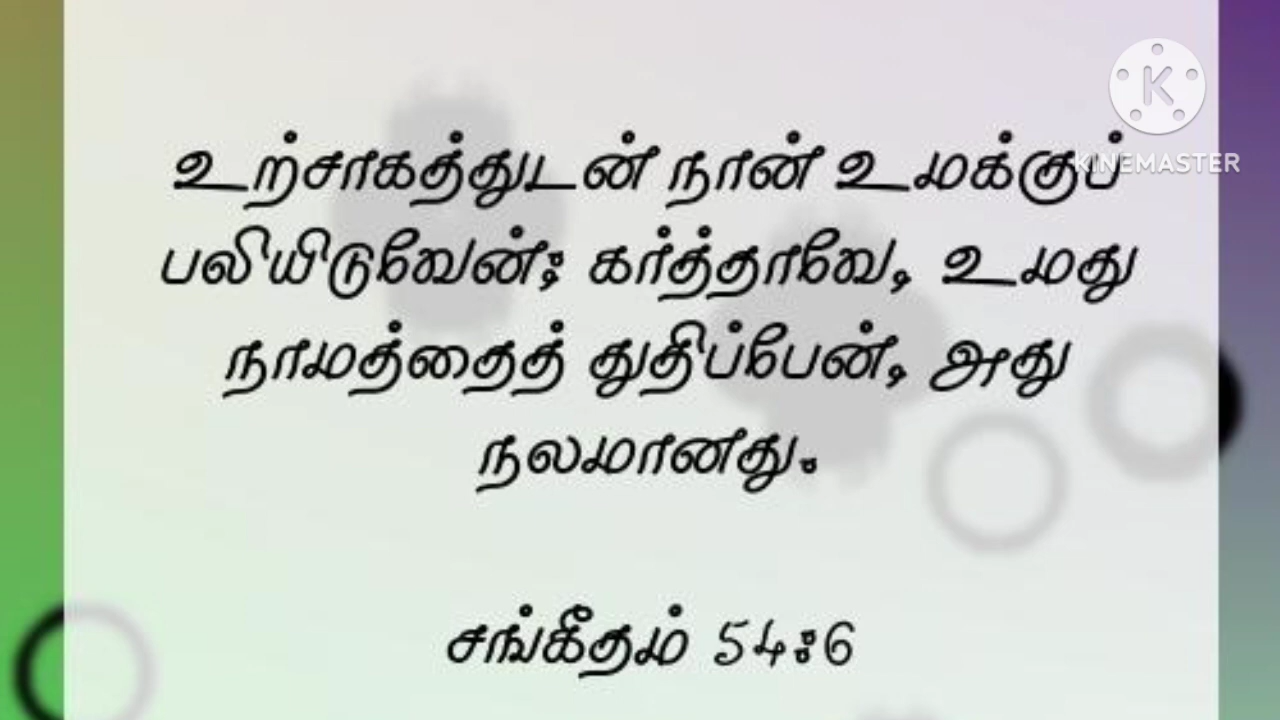 உற்சாகத்துடன் நான் உமக்குப்
பலியிடுவேன்; கர்த்தாவே, உமது
நாமத்தைத் துதிப்பேன், அது
நலமானது.
சங்கீதம் 54:6
K
KINEMASTER